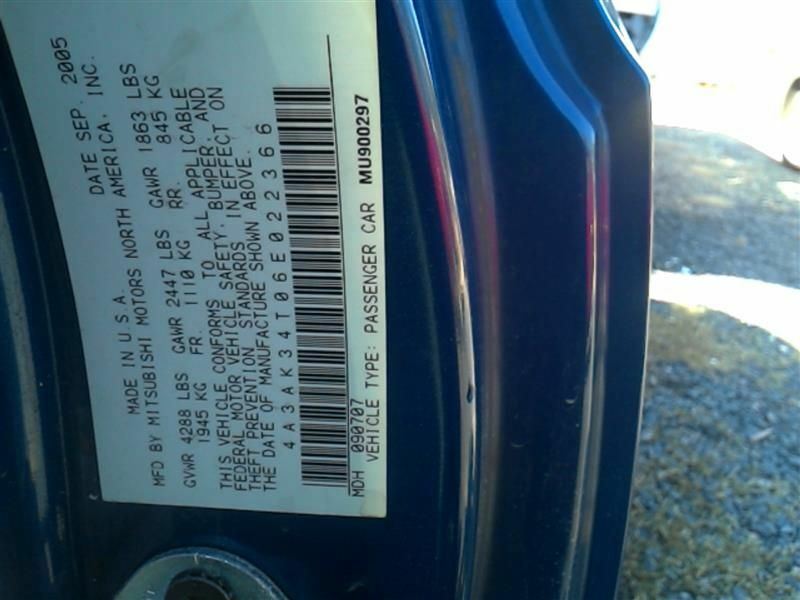 MADE IN U.S.A. DATE SEP. 2005
MFD BY MITSUBISHI MOTORS NORTH AMERICA, INC.
GVWR 4288 LBS GAWR 2447 LBS GAWR 1863 LBS
1945 KG FR. 1110 KG RR. 845 KG
THIS VEHICLE CONFORMS TO ALL APPLICABLE
FEDERAL MOTOR VEHICLE SAFETY, BUMPER, AND
THEFT PREVENTION STANDARDS IN EFFECT ON
THE DATE OF MANUFACTURE SHOWN ABOVE.
4A3AK34T06E022366
MDH 090707 MU900297
VEHICLE TYPE: PASSENGER CAR